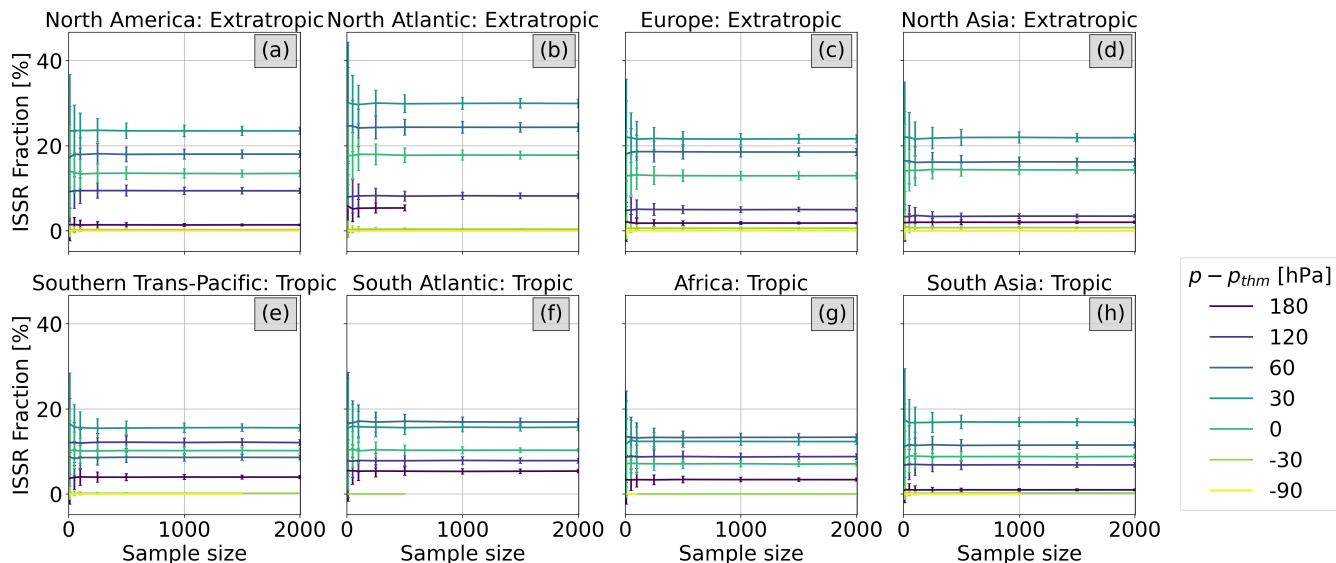 North America: Extratropic
North Atlantic: Extratropic
Europe: Extratropic
North Asia: Extratropic
(a)
(b)
(c)
(d)
ISSR Fraction [%]
40
20
0
Southern Trans-Pacific: Tropic
South Atlantic: Tropic
Africa: Tropic
South Asia: Tropic
(e)
(f)
(g)
(h)
ISSR Fraction [%]
40
20
0
0 1000 2000
0 1000 2000
0 1000 2000
0 1000 2000
Sample size
Sample size
Sample size
Sample size
p − pthm [hPa]
180
120
60
30
0
-30
-90